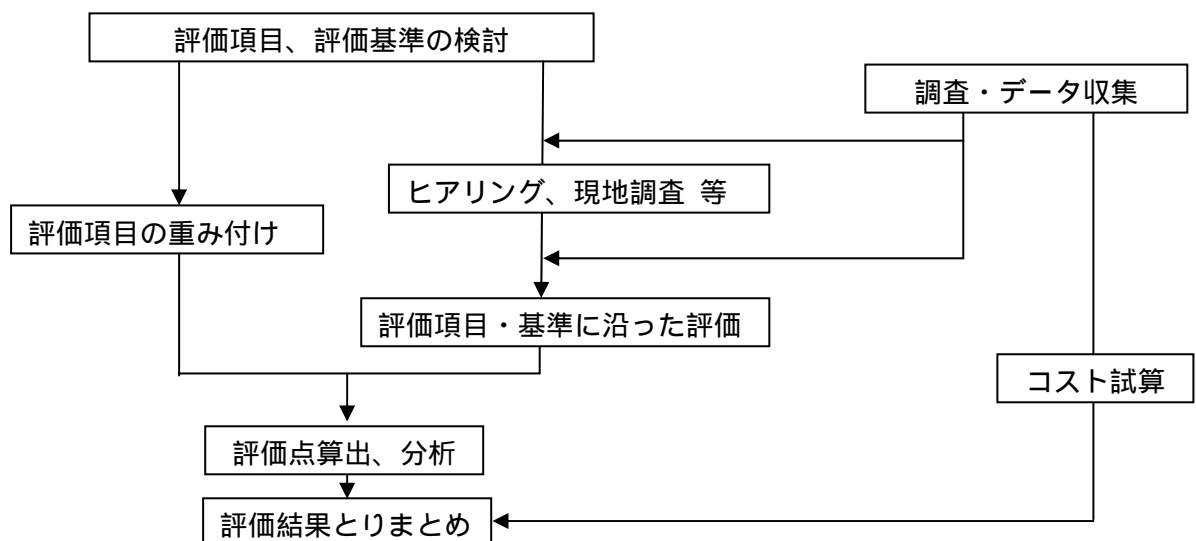 評価項目、評価基準の検討
調査・データ収集
ヒアリング、現地調査 等
評価項目の重み付け
評価項目・基準に沿った評価
コスト試算
評価点算出、分析
評価結果とりまとめ